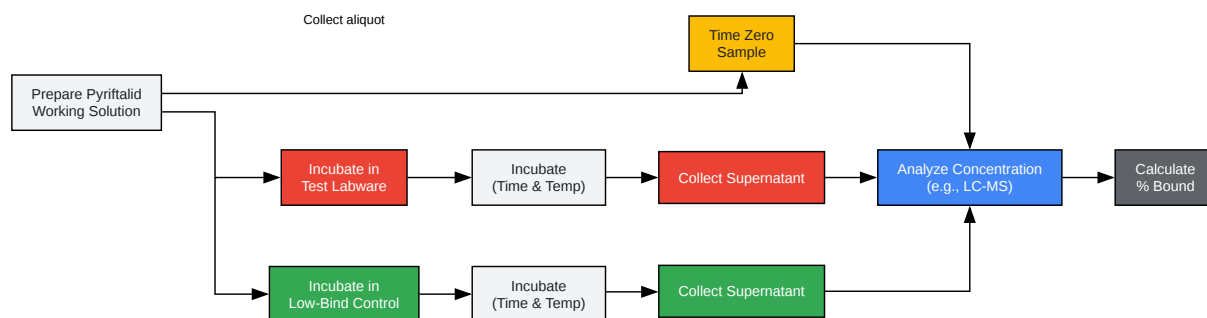 Collect aliquot
Time Zero
Sample
Prepare Pyriftalid
Working Solution
Incubate in
Test Labware
Incubate
(Time & Temp)
Collect Supernatant
Analyze Concentration
(e.g., LC-MS)
Calculate
% Bound
Incubate in
Low-Bind Control
Incubate
(Time & Temp)
Collect Supernatant